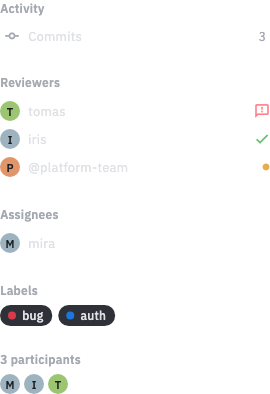 Activity
Commits 3
Reviewers
T tomas
I iris
P @platform-team
Assignees
M mira
Labels
bug auth
3 participants
M I T